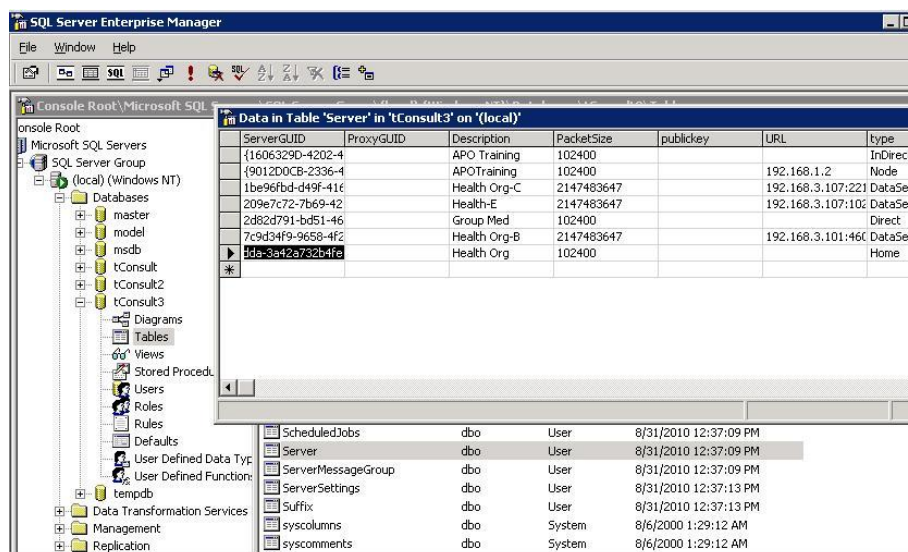 SQL Server Enterprise Manager
File Window Help
SQL
Console Root\Microsoft SQL
Data in Table 'Server' in 'tConsult3' on '(local)'
ServerGUID ProxyGUID Description PacketSize publickey URL type
{1606329D-4202-4 APO Training 102400 InDirec
{9012D0CB-2336-4 APOTraining 102400 192.168.1.2 Node
1be96fbd-d49f-416 Health Org-C 2147483647 192.168.3.107:221 DataSe
209e7c72-7b69-42 Health-E 2147483647 192.168.3.107:102 DataSe
2d82d791-bd51-46 Group Med 102400 Direct
7c9d34f9-9658-4f2 Health Org-B 2147483647 192.168.3.101:460 DataSe
dda-3a42a732b4fe Health Org 102400 Home
onsole Root
Microsoft SQL Servers
SQL Server Group
(local) (Windows NT)
Databases
master
model
msdb
tConsult
tConsult2
tConsult3
Diagrams
Tables
Views
Stored Procedu
Users
Roles
Rules
Defaults
User Defined Data Typ
User Defined Function
tempdb
Data Transformation Services
Management
Replication
ScheduledJobs dbo User 8/31/2010 12:37:09 PM
Server dbo User 8/31/2010 12:37:09 PM
ServerMessageGroup dbo User 8/31/2010 12:37:09 PM
ServerSettings dbo User 8/31/2010 12:37:13 PM
Suffix dbo User 8/31/2010 12:37:13 PM
syscolumns dbo System 8/6/2000 1:29:12 AM
syscomments dbo System 8/6/2000 1:29:12 AM